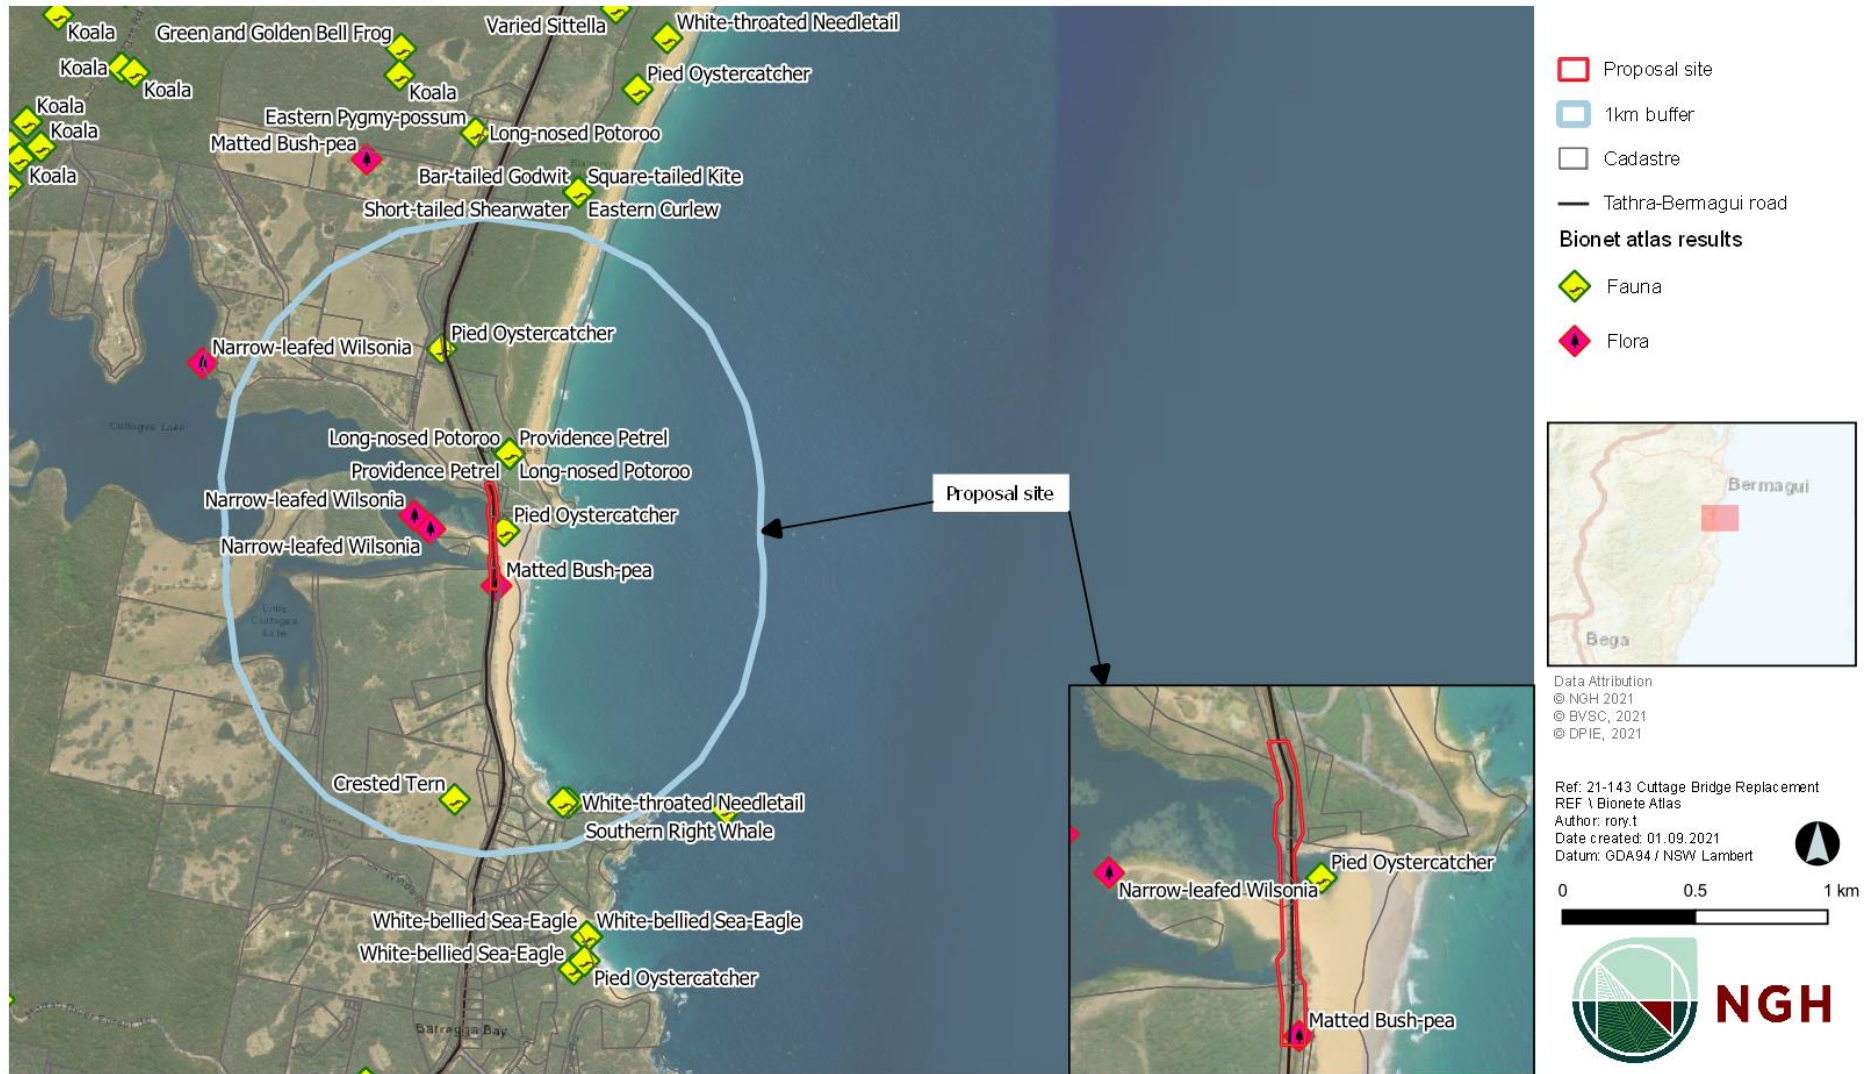 Koala
Green and Golden Bell Frog
Varied Sittella
White-throated Needletail
Koala
Koala
Koala
Pied Oystercatcher
Koala
Koala
Koala
Eastern Pygmy-possum
Long-nosed Potoroo
Matted Bush-pea
Bar-tailed Godwit
Square-tailed Kite
Short-tailed Shearwater
Eastern Curlew
Pied Oystercatcher
Narrow-leafed Wilsonia
Cuttagee Lake
Long-nosed Potoroo
Providence Petrel
Providence Petrel
Long-nosed Potoroo
Narrow-leafed Wilsonia
Pied Oystercatcher
Narrow-leafed Wilsonia
Matted Bush-pea
Little
Cuttagee
Lake
Crested Tern
White-throated Needletail
Southern Right Whale
White-bellied Sea-Eagle
White-bellied Sea-Eagle
White-bellied Sea-Eagle
Pied Oystercatcher
Barragga Bay
Proposal site
Pied Oystercatcher
Narrow-leafed Wilsonia
Matted Bush-pea
Proposal site
1km buffer
Cadastre
Tathra-Bermagui road
Bionet atlas results
Fauna
Flora
Bermagui
Bega
Data Attribution
© NGH 2021
© BVSC, 2021
© DPIE, 2021
Ref: 21-143 Cuttage Bridge Replacement
REF \ Bionete Atlas
Author: rory.t
Date created: 01.09.2021
Datum: GDA94 / NSW Lambert
0 0.5 1 km
NGH